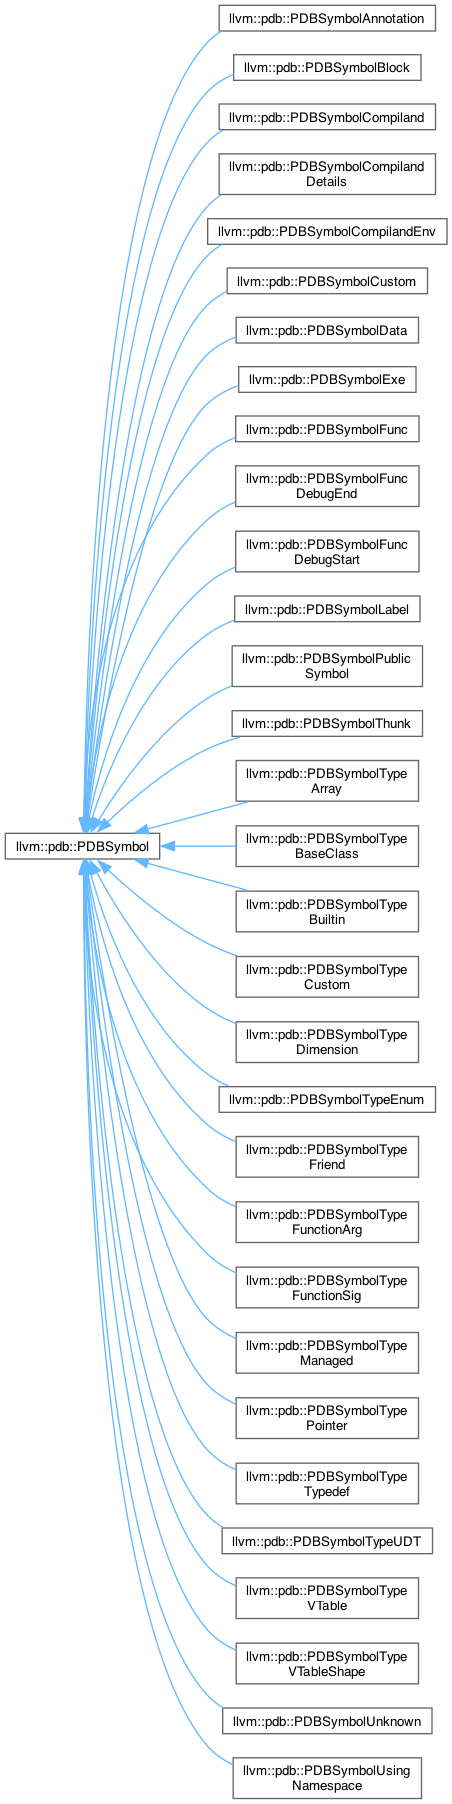 llvm::pdb::PDBSymbolAnnotation
llvm::pdb::PDBSymbolBlock
llvm::pdb::PDBSymbolCompiland
llvm::pdb::PDBSymbolCompiland
Details
llvm::pdb::PDBSymbolCompilandEnv
llvm::pdb::PDBSymbolCustom
llvm::pdb::PDBSymbolData
llvm::pdb::PDBSymbolExe
llvm::pdb::PDBSymbolFunc
llvm::pdb::PDBSymbolFunc
DebugEnd
llvm::pdb::PDBSymbolFunc
DebugStart
llvm::pdb::PDBSymbolLabel
llvm::pdb::PDBSymbolPublic
Symbol
llvm::pdb::PDBSymbolThunk
llvm::pdb::PDBSymbolType
Array
llvm::pdb::PDBSymbol
llvm::pdb::PDBSymbolType
BaseClass
llvm::pdb::PDBSymbolType
Builtin
llvm::pdb::PDBSymbolType
Custom
llvm::pdb::PDBSymbolType
Dimension
llvm::pdb::PDBSymbolTypeEnum
llvm::pdb::PDBSymbolType
Friend
llvm::pdb::PDBSymbolType
FunctionArg
llvm::pdb::PDBSymbolType
FunctionSig
llvm::pdb::PDBSymbolType
Managed
llvm::pdb::PDBSymbolType
Pointer
llvm::pdb::PDBSymbolType
Typedef
llvm::pdb::PDBSymbolTypeUDT
llvm::pdb::PDBSymbolType
VTable
llvm::pdb::PDBSymbolType
VTableShape
llvm::pdb::PDBSymbolUnknown
llvm::pdb::PDBSymbolUsing
Namespace